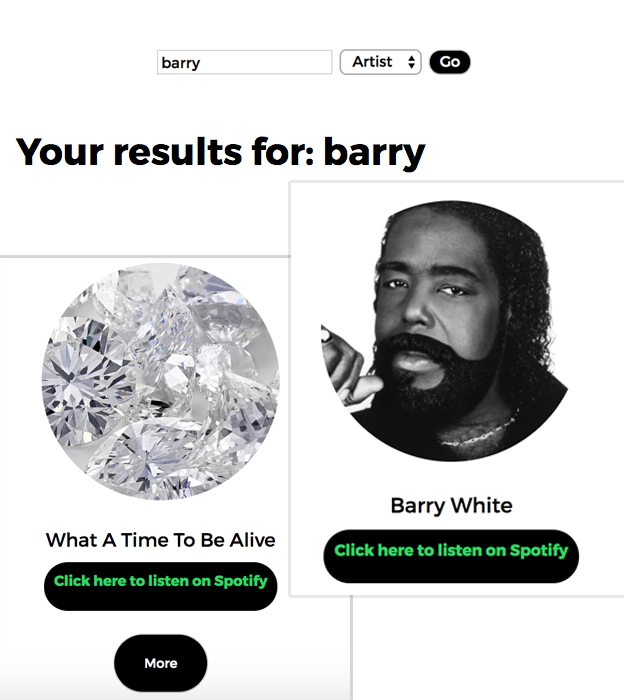 barry
Artist
Go
Your results for: barry
What A Time To Be Alive
Click here to listen on Spotify
More
Barry White
Click here to listen on Spotify